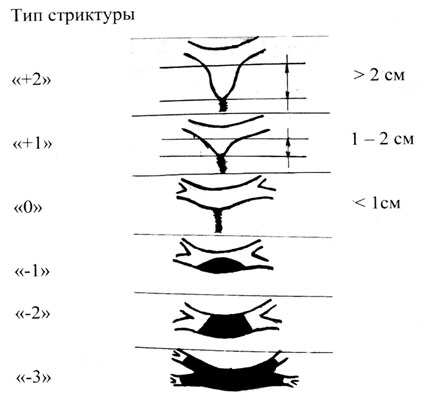 Тип стриктуры
«+2» > 2 см
«+1» 1 – 2 см
«0» < 1см
«-1»
«-2»
«-3»